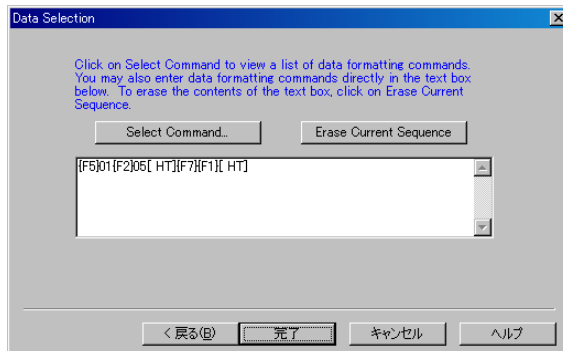 Data Selection
Click on Select Command to view a list of data formatting commands.
You may also enter data formatting commands directly in the text box
below. To erase the contents of the text box, click on Erase Current
Sequence.
Select Command... Erase Current Sequence
{F5}01{F2}05[ HT]{F7}{F1}[ HT]
< 戻る(B) 完了 キャンセル ヘルプ